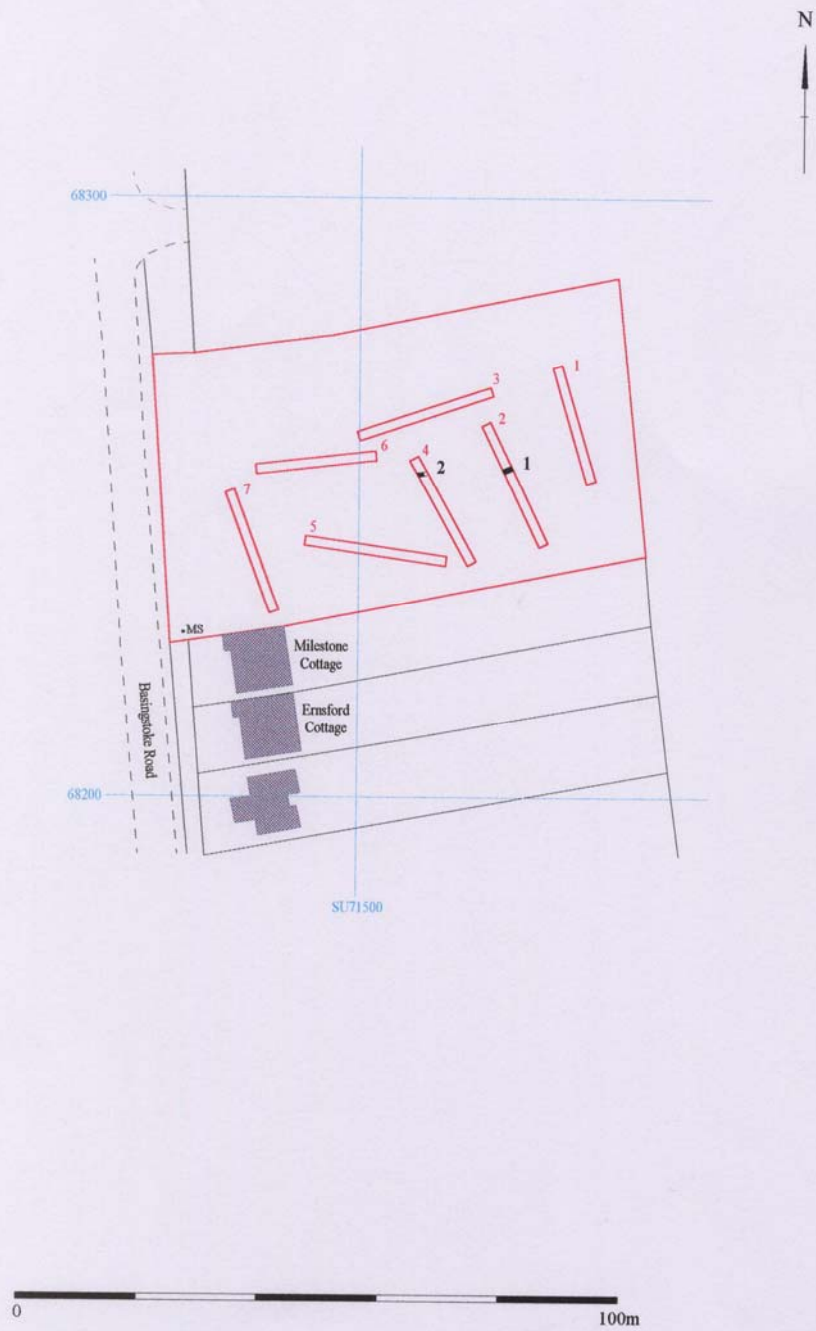 N
68300
1
3
2
1
4
2
6
7
5
MS
Milestone
Cottage
Ernsford
Cottage
Basingstoke Road
68200
SU71500
0
100m